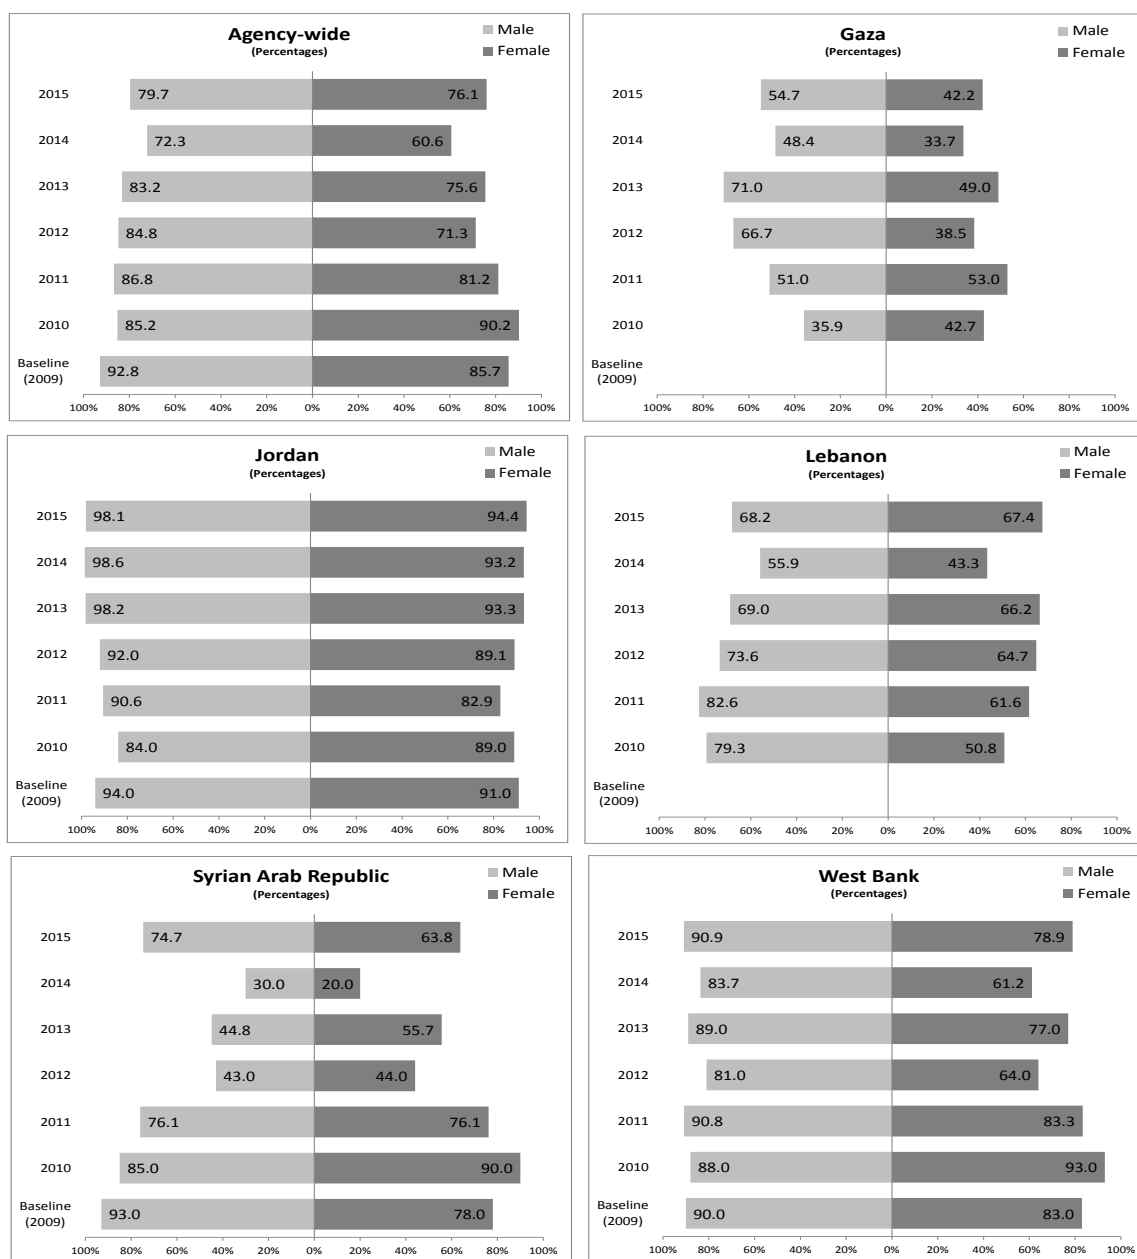 Agency-wide
(Percentages)
Male
Female
2015 79.7 76.1
2014 72.3 60.6
2013 83.2 75.6
2012 84.8 71.3
2011 86.8 81.2
2010 85.2 90.2
Baseline
(2009) 92.8 85.7
100% 80% 60% 40% 20% 0% 20% 40% 60% 80% 100%
Gaza
(Percentages)
Male
Female
2015 54.7 42.2
2014 48.4 33.7
2013 71.0 49.0
2012 66.7 38.5
2011 51.0 53.0
2010 35.9 42.7
Baseline
(2009)
100% 80% 60% 40% 20% 0% 20% 40% 60% 80% 100%
Jordan
(Percentages)
Male
Female
2015 98.1 94.4
2014 98.6 93.2
2013 98.2 93.3
2012 92.0 89.1
2011 90.6 82.9
2010 84.0 89.0
Baseline
(2009) 94.0 91.0
100% 80% 60% 40% 20% 0% 20% 40% 60% 80% 100%
Lebanon
(Percentages)
Male
Female
2015 68.2 67.4
2014 55.9 43.3
2013 69.0 66.2
2012 73.6 64.7
2011 82.6 61.6
2010 79.3 50.8
Baseline
(2009)
100% 80% 60% 40% 20% 0% 20% 40% 60% 80% 100%
Syrian Arab Republic
(Percentages)
Male
Female
2015 74.7 63.8
2014 30.0 20.0
2013 44.8 55.7
2012 43.0 44.0
2011 76.1 76.1
2010 85.0 90.0
Baseline
(2009) 93.0 78.0
100% 80% 60% 40% 20% 0% 20% 40% 60% 80% 100%
West Bank
(Percentages)
Male
Female
2015 90.9 78.9
2014 83.7 61.2
2013 89.0 77.0
2012 81.0 64.0
2011 90.8 83.3
2010 88.0 93.0
Baseline
(2009) 90.0 83.0
100% 80% 60% 40% 20% 0% 20% 40% 60% 80% 100%